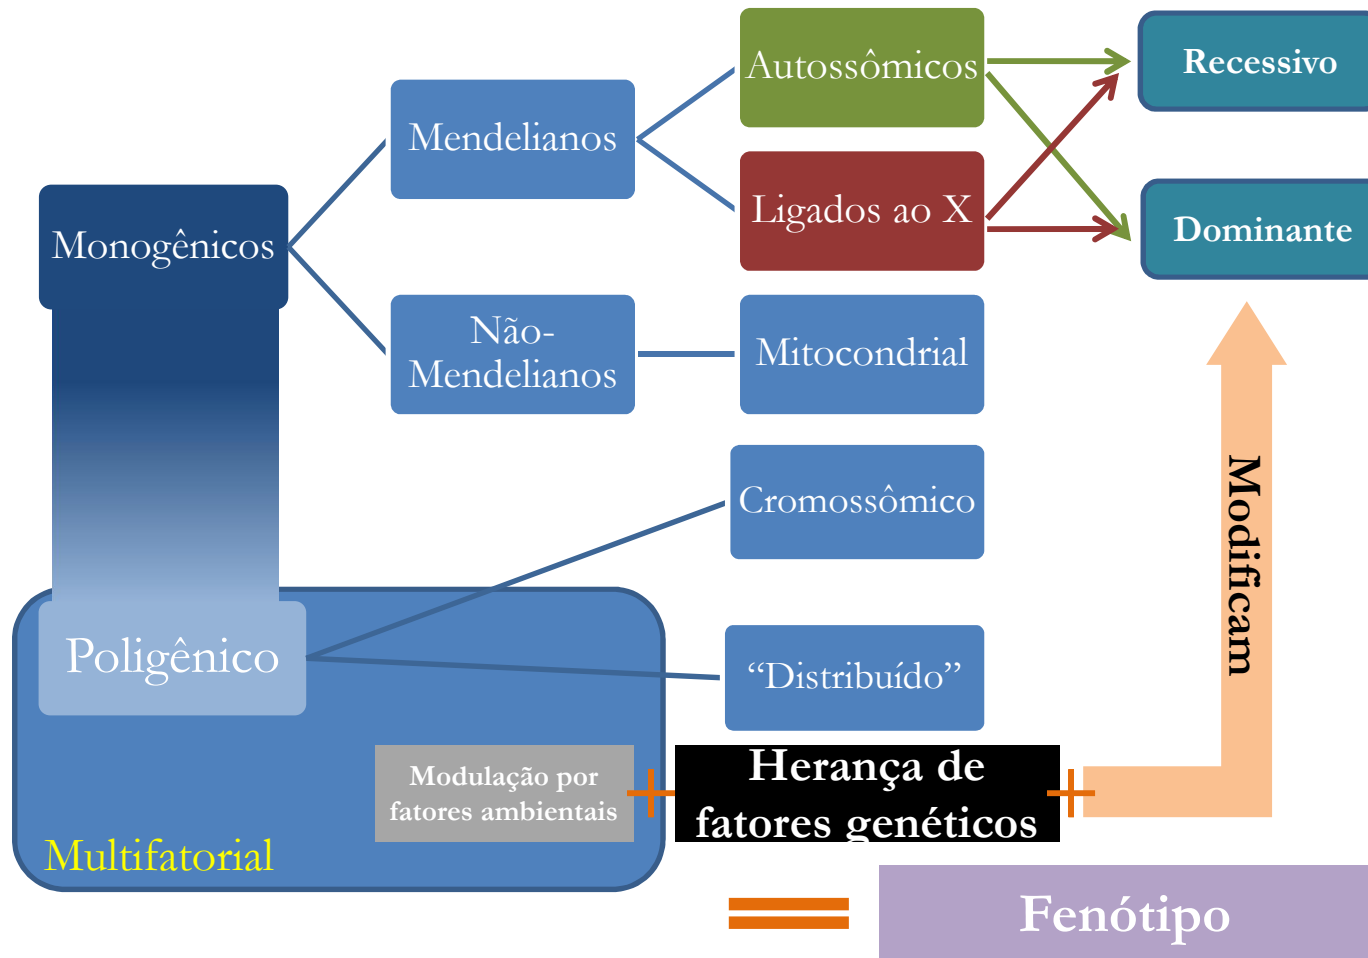 Autossômicos
Recessivo
Mendelianos
Ligados ao X
Dominante
Monogênicos
Não-
Mendelianos
Mitocondrial
Cromossômico
Modificam
Poligênico
“Distribuído”
Modulação por
fatores ambientais
Herança de
fatores genéticos
Multifatorial
Fenótipo